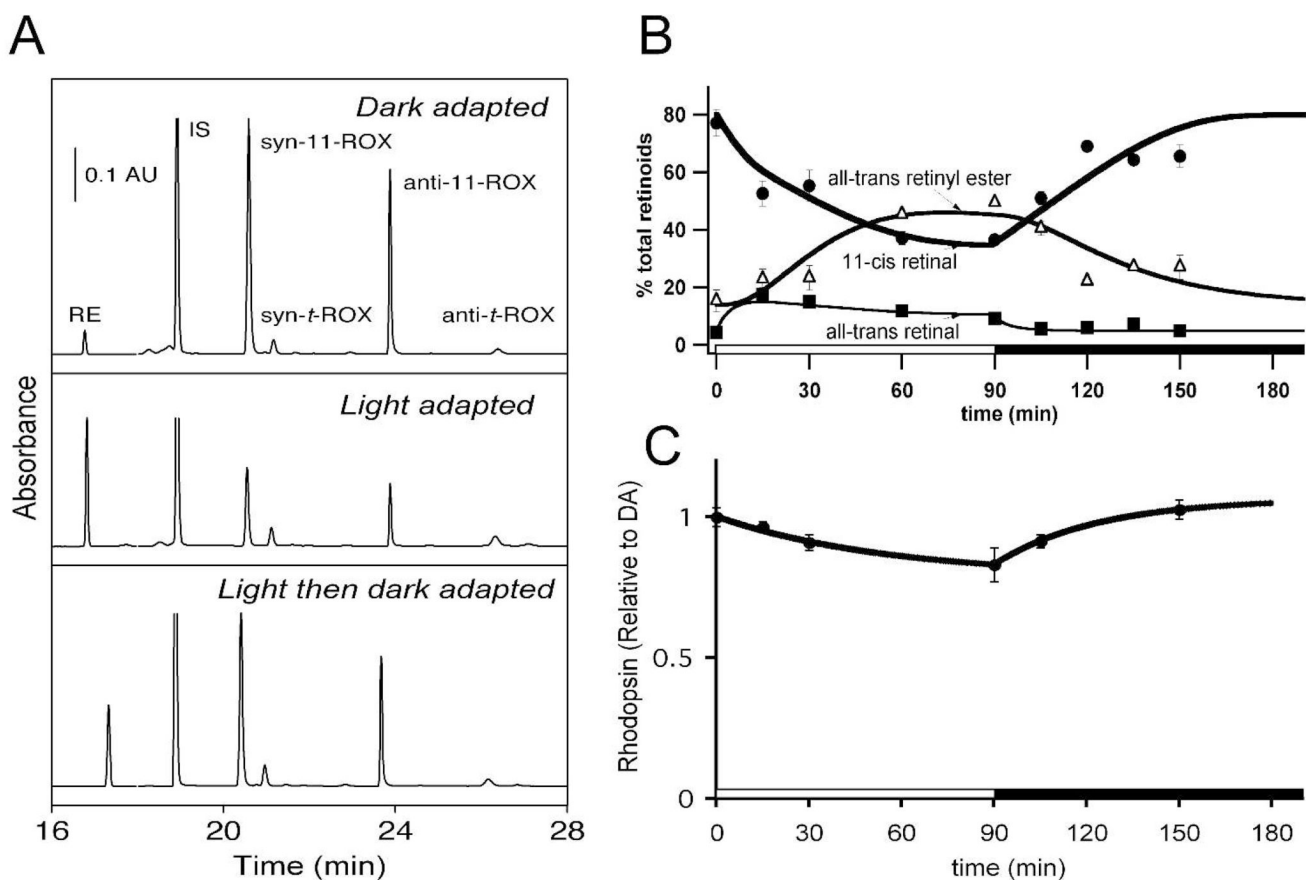 A
Dark adapted
IS
syn-11-ROX
0.1 AU
anti-11-ROX
RE
syn-t-ROX
anti-t-ROX
Light adapted
Absorbance
Light then dark adapted
16
20
24
28
Time (min)
B
80
60
40
20
0
% total retinoids
all-trans retinyl ester
11-cis retinal
all-trans retinal
0
30
60
90
120
150
180
time (min)
C
1
0.5
0
Rhodopsin (Relative to DA)
0
30
60
90
120
150
180
time (min)